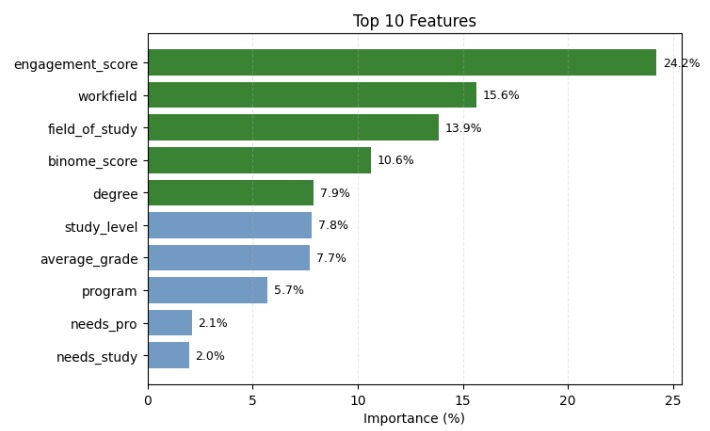 Top 10 Features
engagement_score 24.2%
workfield 15.6%
field_of_study 13.9%
binome_score 10.6%
degree 7.9%
study_level 7.8%
average_grade 7.7%
program 5.7%
needs_pro 2.1%
needs_study 2.0%
0 5 10 15 20 25
Importance (%)